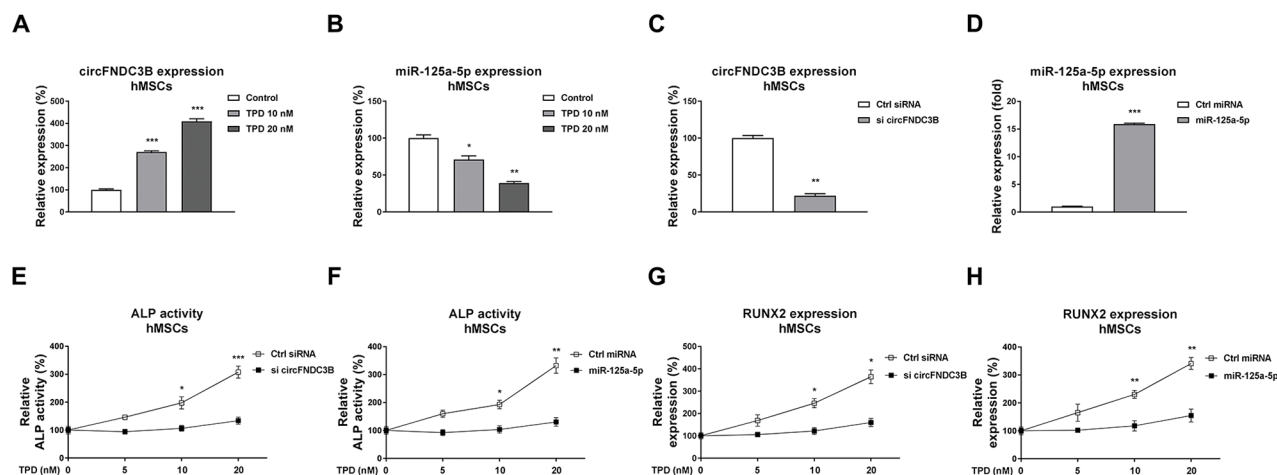 A
circFNDC3B expression
hMSCs
Relative expression (%)
500
400
300
200
100
0
***
***
Control
TPD 10 nM
TPD 20 nM
B
miR-125a-5p expression
hMSCs
Relative expression (%)
150
100
50
0
*
**
Control
TPD 10 nM
TPD 20 nM
C
circFNDC3B expression
hMSCs
Relative expression (%)
150
100
50
0
**
Ctrl siRNA
si circFNDC3B
D
miR-125a-5p expression
hMSCs
Relative expression (fold)
20
15
10
5
0
***
Ctrl miRNA
miR-125a-5p
E
ALP activity
hMSCs
Relative
ALP activity (%)
400
300
200
100
0
*
***
Ctrl siRNA
si circFNDC3B
TPD (nM)
0
5
10
20
F
ALP activity
hMSCs
Relative
ALP activity (%)
400
300
200
100
0
*
**
Ctrl miRNA
miR-125a-5p
TPD (nM)
0
5
10
20
G
RUNX2 expression
hMSCs
Relative
expression (%)
500
400
300
200
100
0
*
*
Ctrl siRNA
si circFNDC3B
TPD (nM)
0
5
10
20
H
RUNX2 expression
hMSCs
Relative
expression (%)
400
300
200
100
0
**
**
Ctrl miRNA
miR-125a-5p
TPD (nM)
0
5
10
20